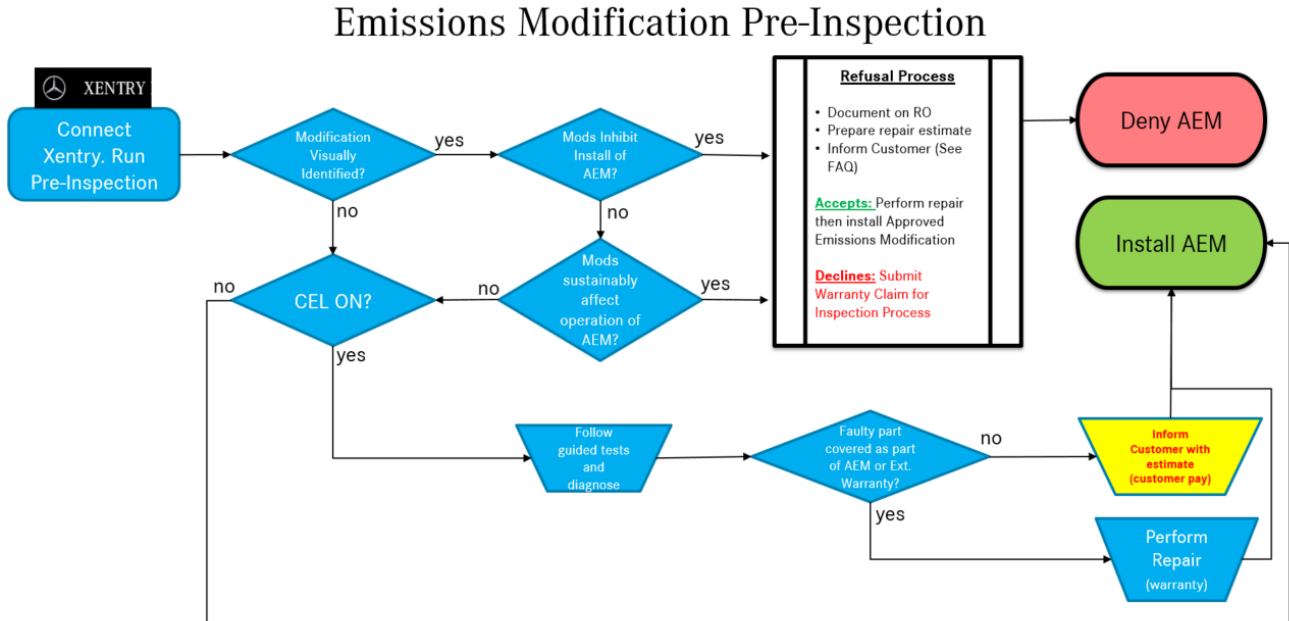 Emissions Modification Pre-Inspection
XENTRY
Connect
Xentry. Run
Pre-Inspection
Modification
Visually
Identified?
yes
Mods Inhibit
Install of
AEM?
yes
Refusal Process
• Document on RO
• Prepare repair estimate
• Inform Customer (See
FAQ)
Accepts: Perform repair
then install Approved
Emissions Modification
Declines: Submit
Warranty Claim for
Inspection Process
Deny AEM
Install AEM
no
no
no
CEL ON?
no
Mods
sustainably
affect
operation of
AEM?
yes
yes
Follow
guided tests
and
diagnose
Faulty part
covered as part
of AEM or Ext.
Warranty?
no
Inform
Customer with
estimate
(customer pay)
yes
Perform
Repair
(warranty)